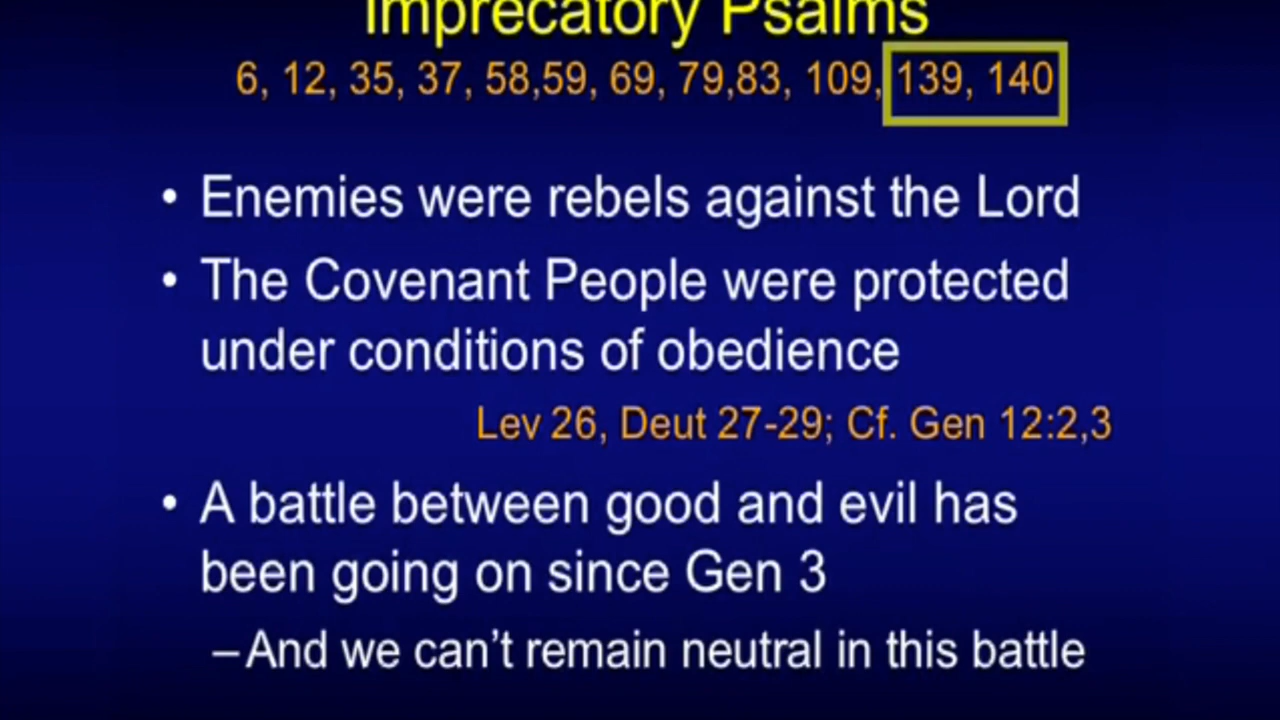 Imprecatory Psalms
6, 12, 35, 37, 58,59, 69, 79,83, 109, 139, 140
• Enemies were rebels against the Lord
• The Covenant People were protected
under conditions of obedience
Lev 26, Deut 27-29; Cf. Gen 12:2,3
• A battle between good and evil has
been going on since Gen 3
–And we can't remain neutral in this battle